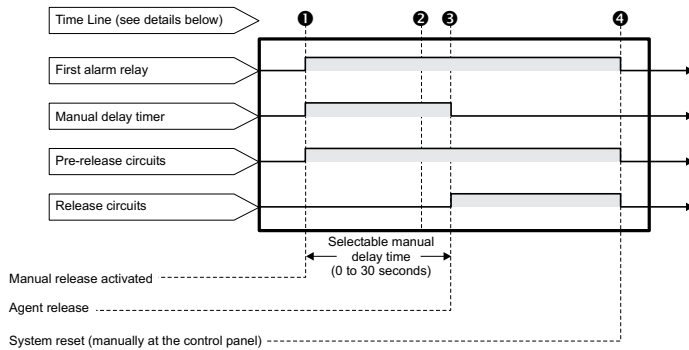 Time Line (see details below)
❶ ❷ ❸ ❹
First alarm relay
Manual delay timer
Pre-release circuits
Release circuits
Selectable manual
delay time
(0 to 30 seconds)
Manual release activated
Agent release
System reset (manually at the control panel)